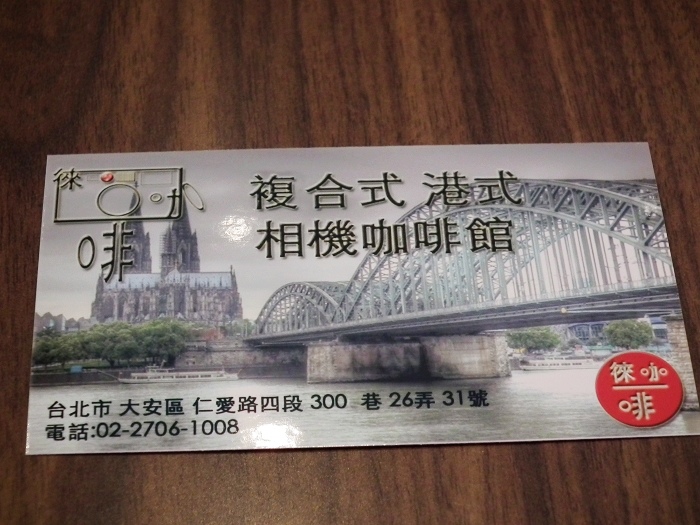 徠咖
啡
複合式 港式
相機咖啡館
台北市 大安區 仁愛路四段 300 巷 26弄 31號
電話:02-2706-1008
徠咖
啡